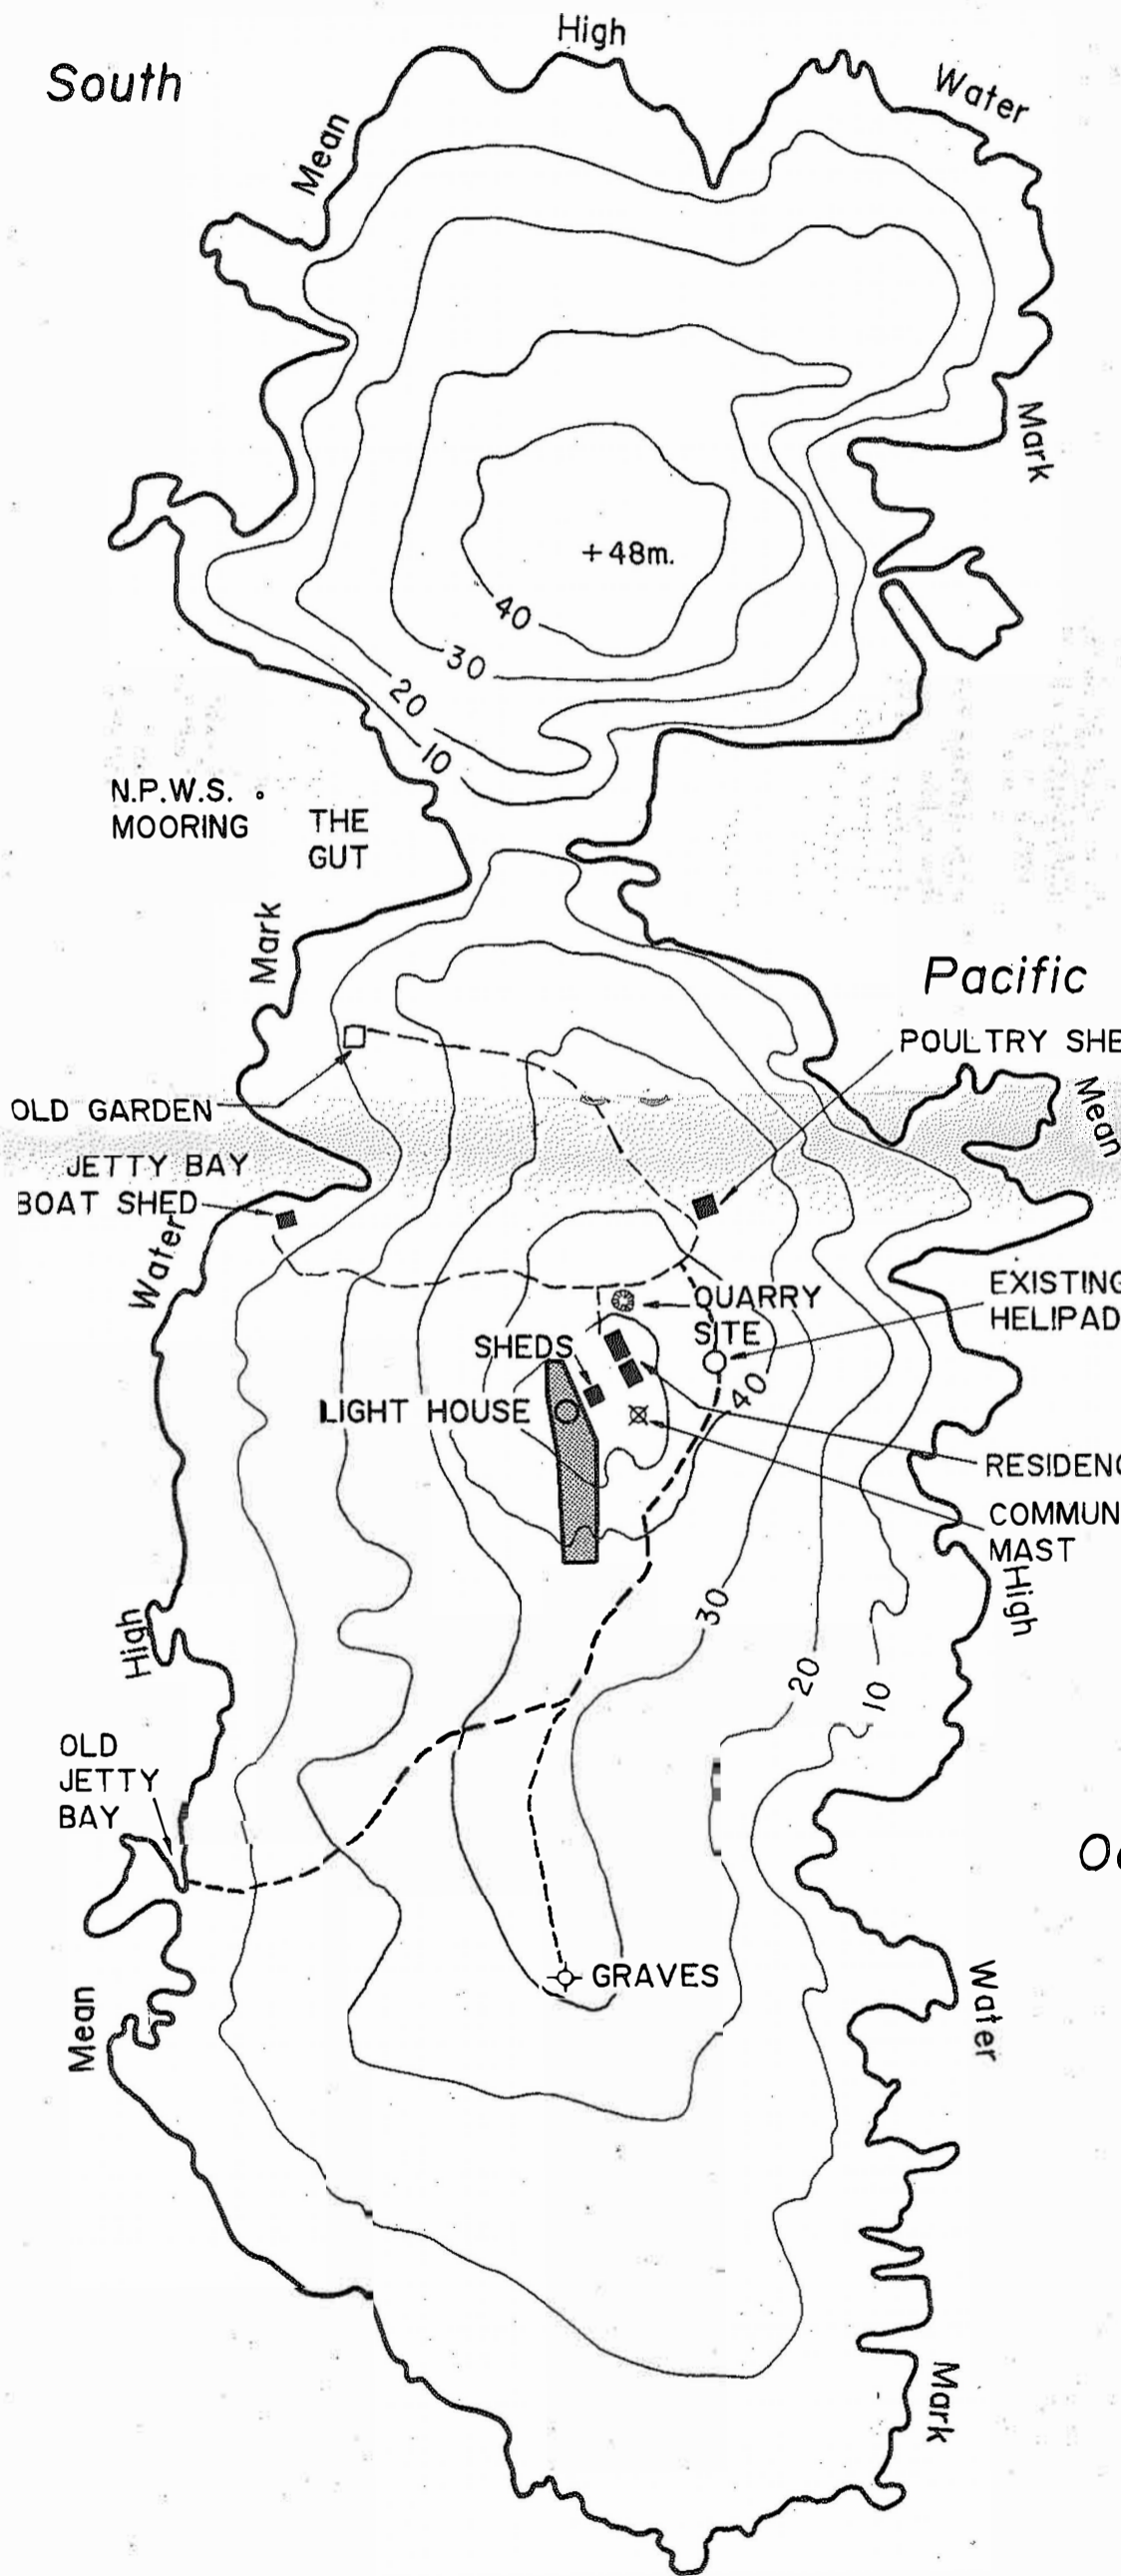 South
High
Water
Mean
Mark
+48m.
40
30
20
10
N.P.W.S.
MOORING
THE
GUT
Mark
Pacific
POULTRY SHE
Mean
OLD GARDEN
JETTY BAY
BOAT SHED
Water
QUARRY
SITE
EXISTING
HELIPAD
SHEDS
40
LIGHT HOUSE
RESIDENC
COMMUN
MAST
High
30
High
20
10
OLD
JETTY
BAY
GRAVES
Mean
Water
Mark